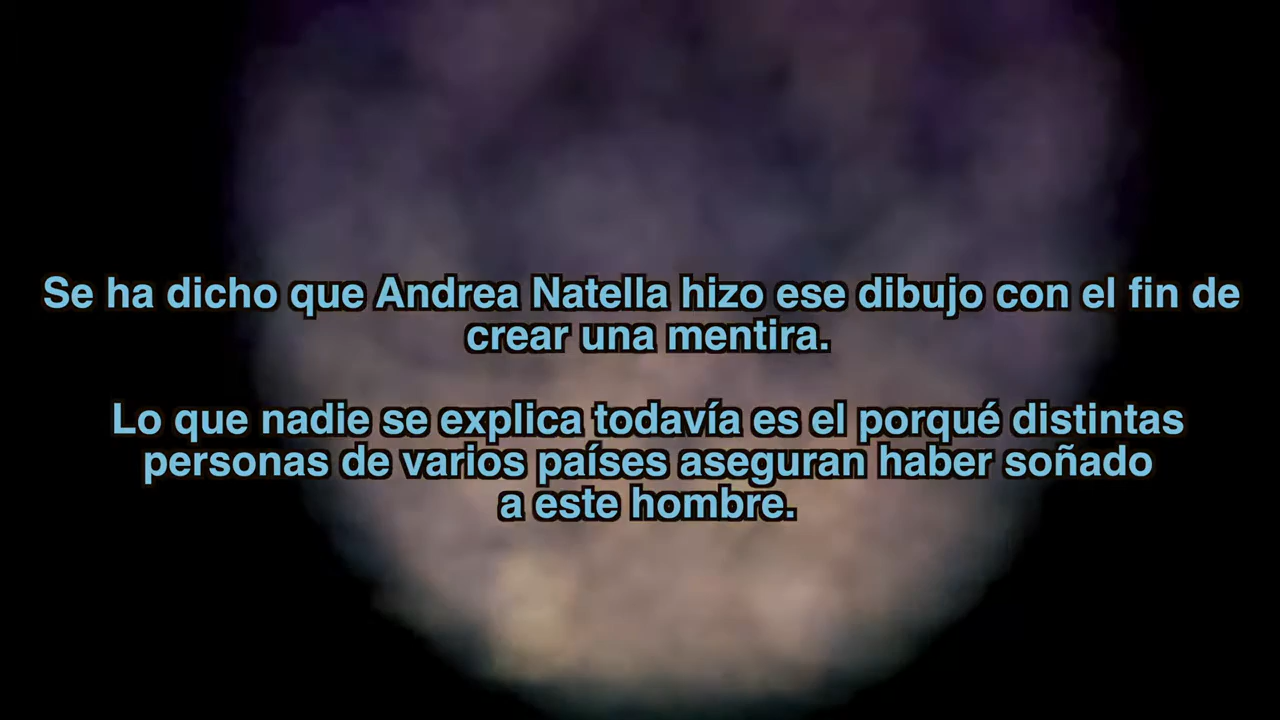 Se ha dicho que Andrea Natella hizo ese dibujo con el fin de
crear una mentira.
Lo que nadie se explica todavía es el porqué distintas
personas de varios países aseguran haber soñado
a este hombre.